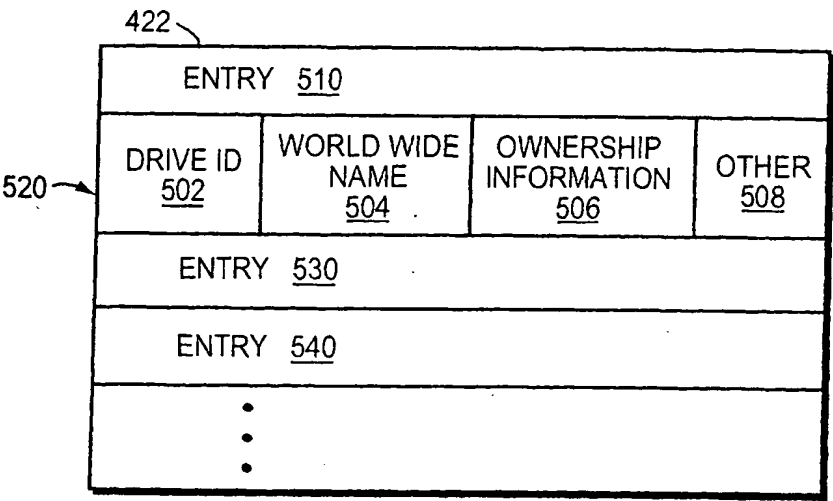 422
ENTRY 510
520
DRIVE ID
502
WORLD WIDE
NAME
504
OWNERSHIP
INFORMATION
506
OTHER
508
ENTRY 530
ENTRY 540